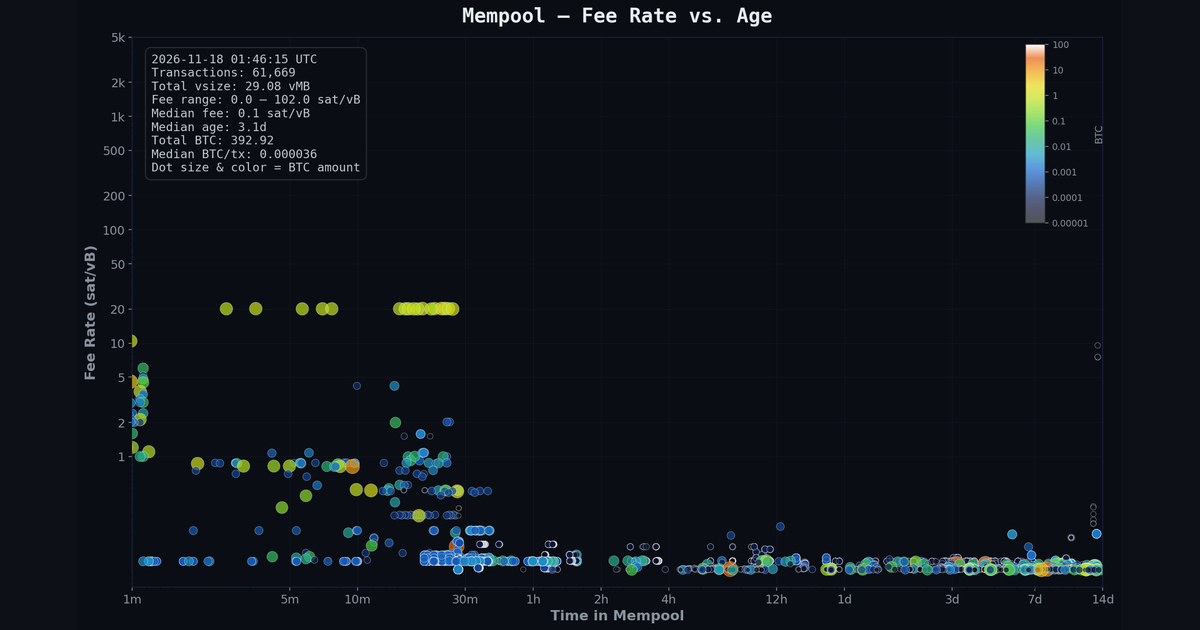 Mempool — Fee Rate vs. Age
2026-11-18 01:46:15 UTC
Transactions: 61,669
Total vsize: 29.08 vMB
Fee range: 0.0 — 102.0 sat/vB
Median fee: 0.1 sat/vB
Median age: 3.1d
Total BTC: 392.92
Median BTC/tx: 0.000036
Dot size & color = BTC amount
100
10
1
0.1
0.01
0.001
0.0001
0.00001
BTC
Fee Rate (sat/vB)
5k
2k
1k
500
200
100
50
20
10
5
2
1
1m
5m
10m
30m
1h
2h
4h
12h
1d
3d
7d
14d
Time in Mempool